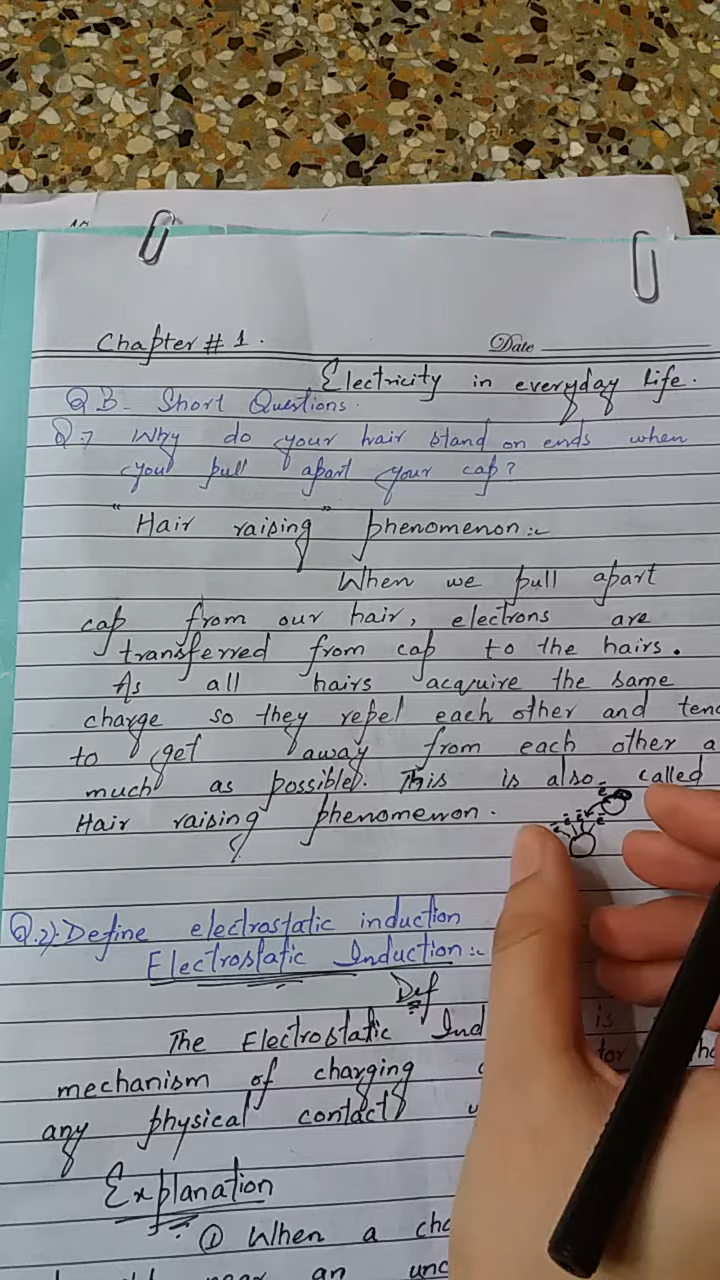 Chapter # 1.
Date
Electricity in everyday life.
Q B- Short Questions.
Q.1 Why do your hair stand on ends when
you pull apart your cap?
"Hair raising" phenomenon:-
When we pull apart
cap from our hair, electrons are
transferred from cap to the hairs.
As all hairs acquire the same
charge so they repel each other and tend
to get away from each other a
much as possible. This is also called
Hair raising phenomenon.
Q.2) Define electrostatic induction
Electrostatic Induction:-
Def
The Electrostatic Ind is
mechanism of charging
any physical contact
Explanation
① When a cha
near an unc